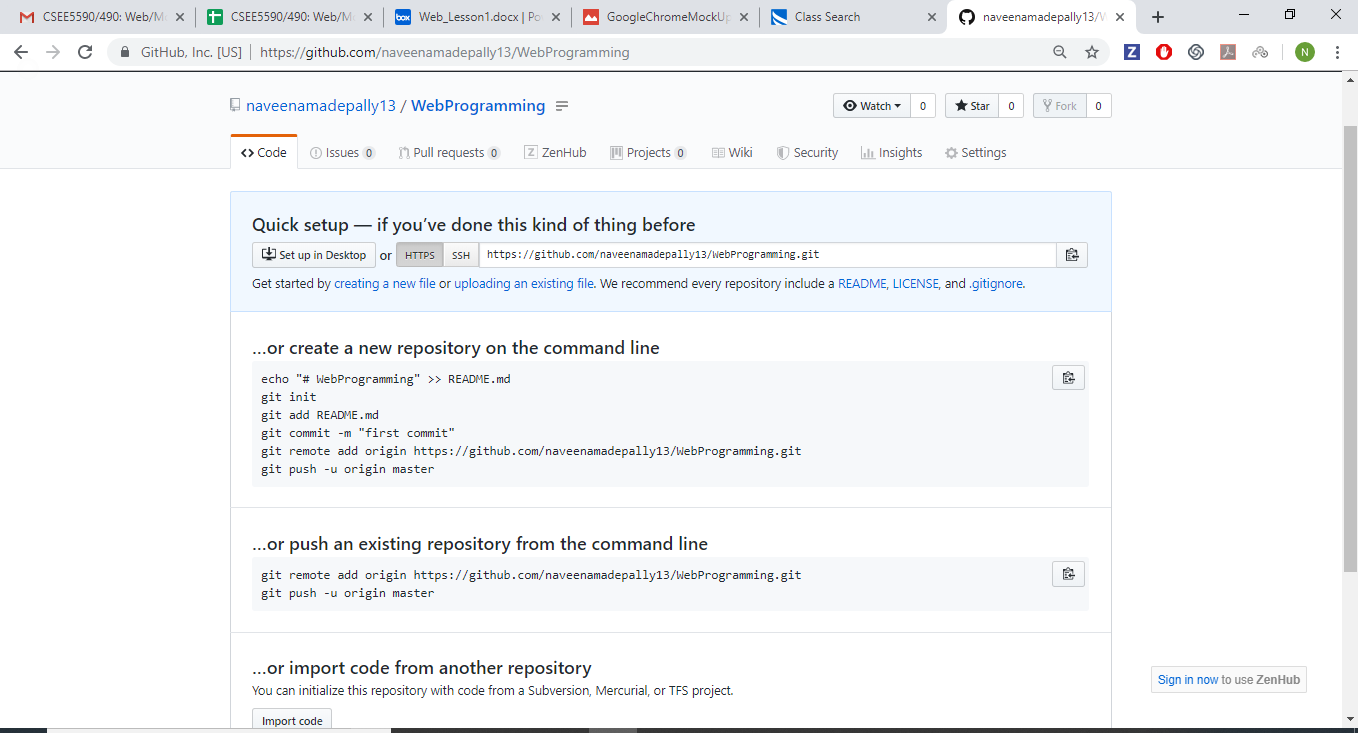 CSEE5590/490: Web/M
CSEE5590/490: Web/M
box
Web_Lesson1.docx | Po
GoogleChromeMockUp
Class Search
naveenamadepally13/W
GitHub, Inc. [US]
https://github.com/naveenamadepally13/WebProgramming
Z
N
naveenamadepally13 / WebProgramming
Watch 0
Star 0
Fork 0
Code
Issues 0
Pull requests 0
Z ZenHub
Projects 0
Wiki
Security
Insights
Settings
Quick setup — if you’ve done this kind of thing before
Set up in Desktop or HTTPS SSH https://github.com/naveenamadepally13/WebProgramming.git
Get started by creating a new file or uploading an existing file. We recommend every repository include a README, LICENSE, and .gitignore.
…or create a new repository on the command line
echo "# WebProgramming" >> README.md
git init
git add README.md
git commit -m "first commit"
git remote add origin https://github.com/naveenamadepally13/WebProgramming.git
git push -u origin master
…or push an existing repository from the command line
git remote add origin https://github.com/naveenamadepally13/WebProgramming.git
git push -u origin master
…or import code from another repository
You can initialize this repository with code from a Subversion, Mercurial, or TFS project.
Import code
Sign in now to use ZenHub